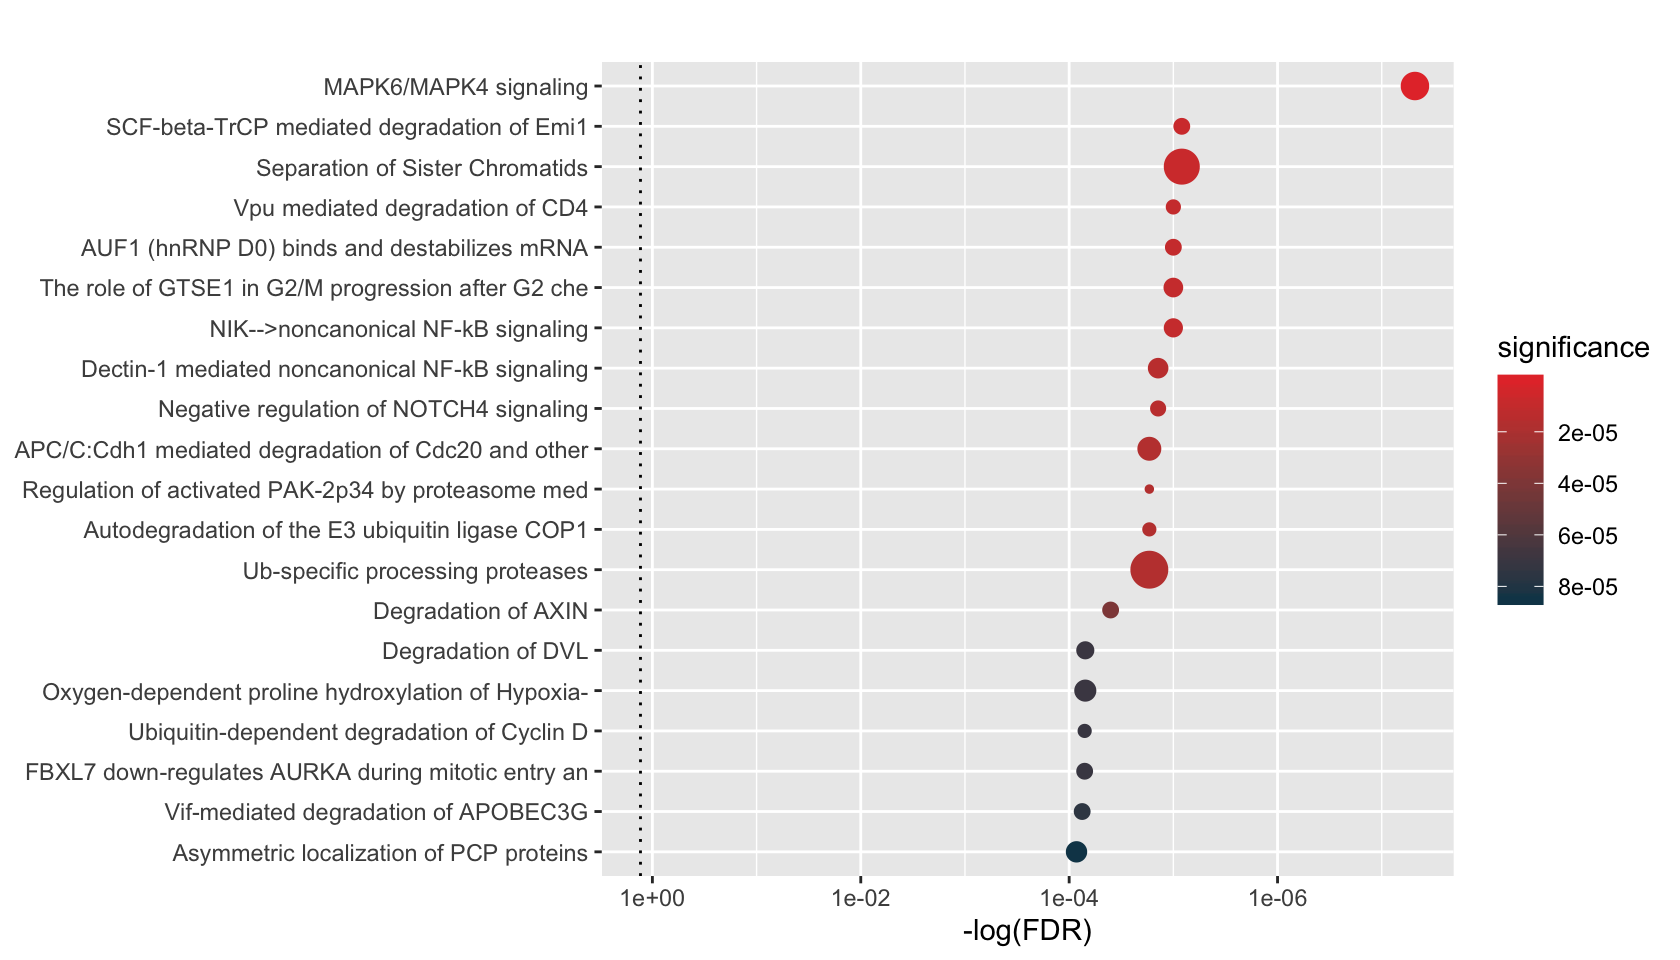 MAPK6/MAPK4 signaling
SCF-beta-TrCP mediated degradation of Emi1
Separation of Sister Chromatids
Vpu mediated degradation of CD4
AUF1 (hnRNP D0) binds and destabilizes mRNA
The role of GTSE1 in G2/M progression after G2 che
NIK-->noncanonical NF-kB signaling
Dectin-1 mediated noncanonical NF-kB signaling
Negative regulation of NOTCH4 signaling
APC/C:Cdh1 mediated degradation of Cdc20 and other
Regulation of activated PAK-2p34 by proteasome med
Autodegradation of the E3 ubiquitin ligase COP1
Ub-specific processing proteases
Degradation of AXIN
Degradation of DVL
Oxygen-dependent proline hydroxylation of Hypoxia-
Ubiquitin-dependent degradation of Cyclin D
FBXL7 down-regulates AURKA during mitotic entry an
Vif-mediated degradation of APOBEC3G
Asymmetric localization of PCP proteins
1e+00 1e-02 1e-04 1e-06
-log(FDR)
significance
2e-05
4e-05
6e-05
8e-05